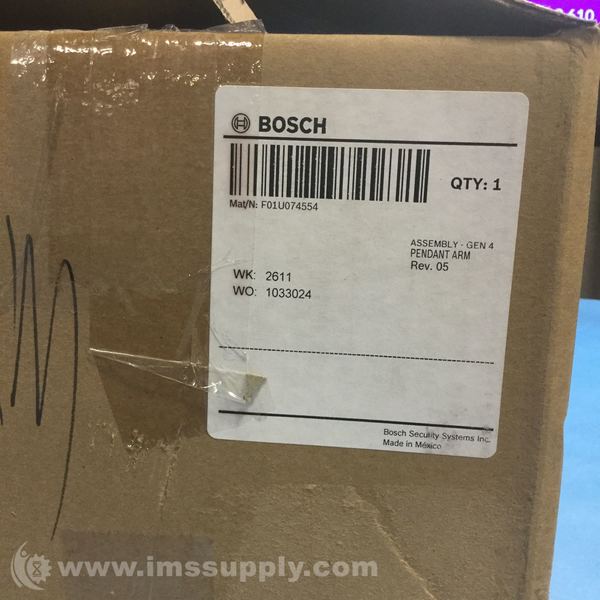 BOSCH
QTY: 1
Mat/N: F01U074554
ASSEMBLY - GEN 4
PENDANT ARM
Rev. 05
WK: 2611
WO: 1033024
Bosch Security Systems Inc.
Made in México
www.imssupply.com